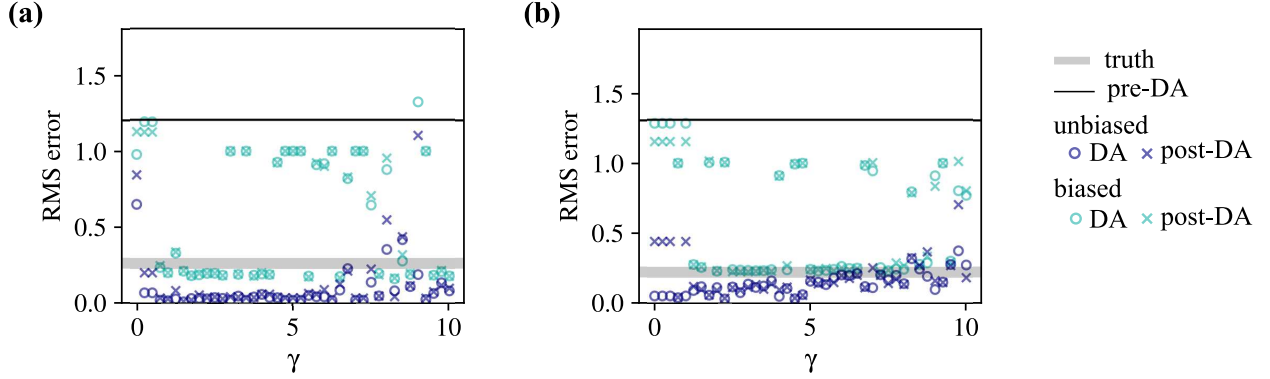 (a)
RMS error
1.5
1.0
0.5
0.0
0
5
10
γ
(b)
RMS error
1.5
1.0
0.5
0.0
0
5
10
γ
truth
pre-DA
unbiased
DA
post-DA
biased
DA
post-DA